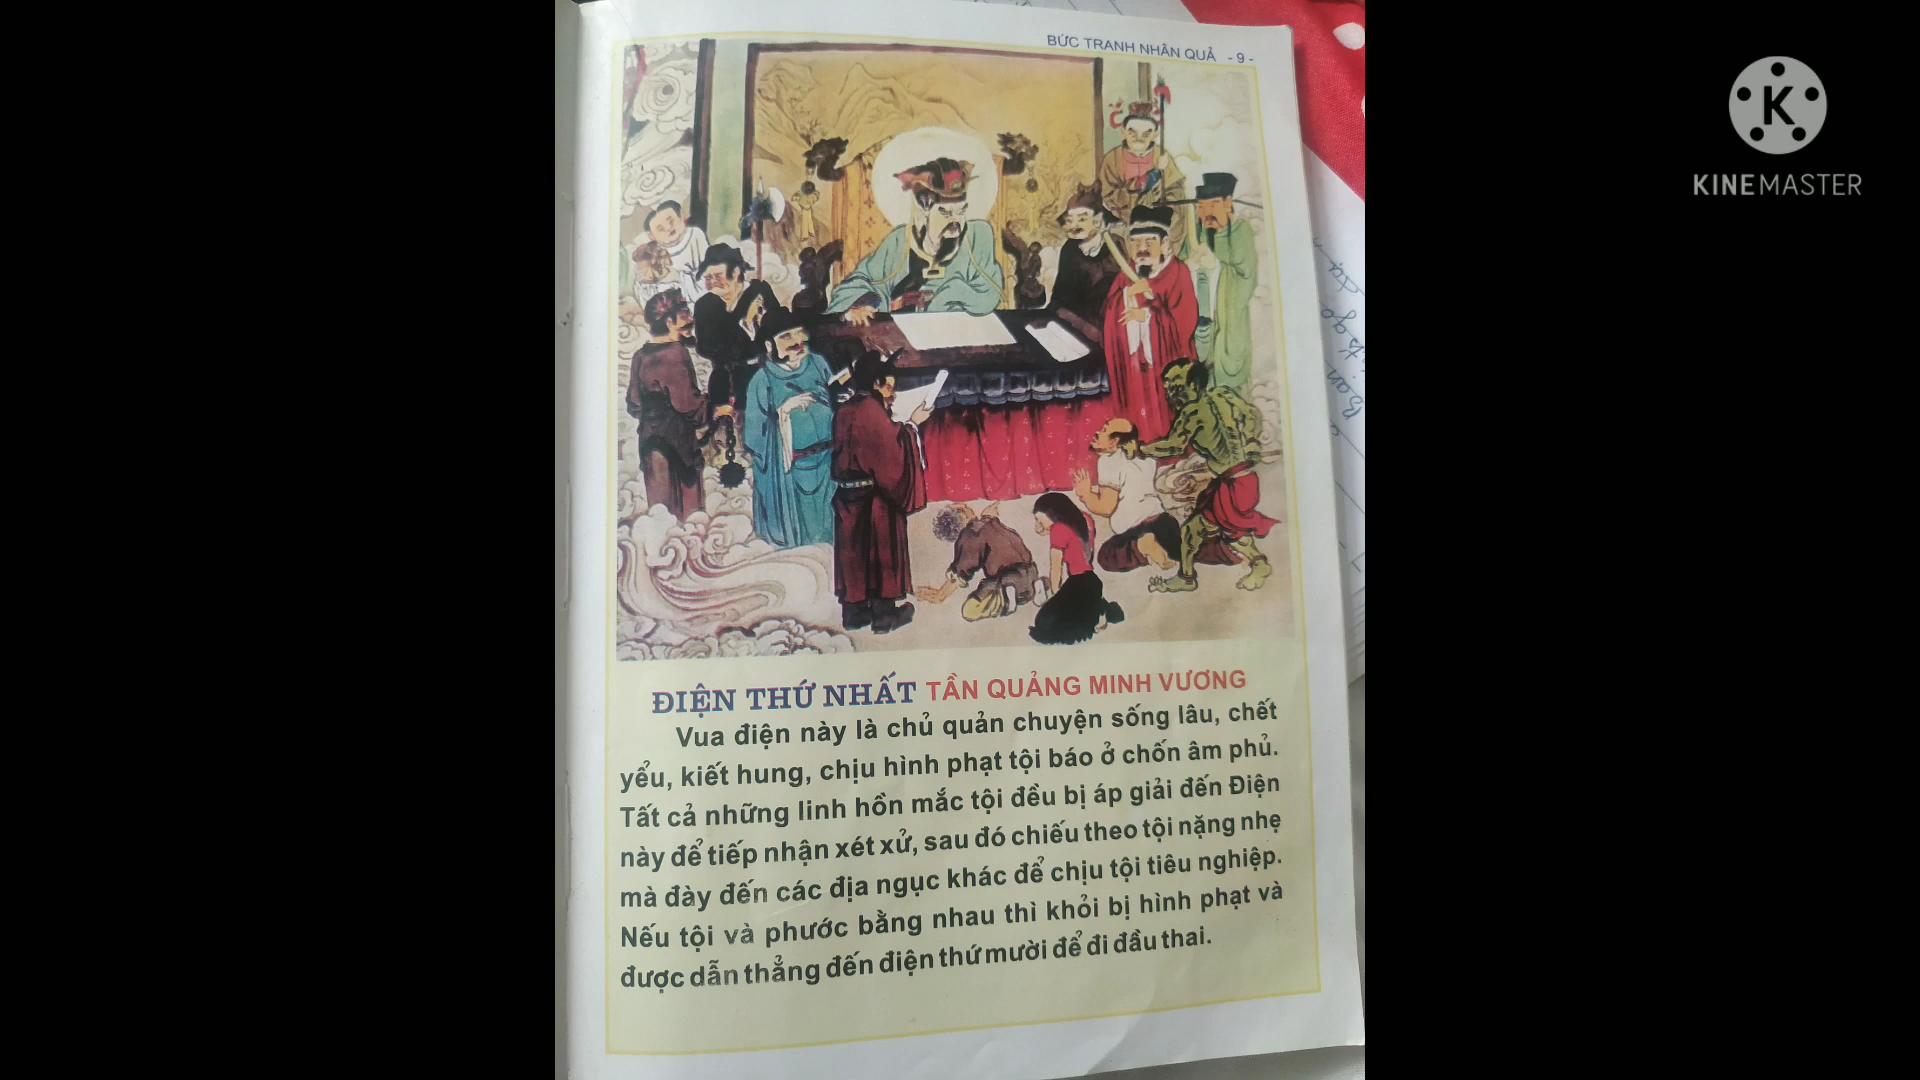 BỨC TRANH NHÂN QUẢ - 9 -
KINEMASTER
ĐIỆN THỨ NHẤT TẦN QUẢNG MINH VƯƠNG
Vua điện này là chủ quản chuyện sống lâu, chết
yểu, kiết hung, chịu hình phạt tội báo ở chốn âm phủ.
Tất cả những linh hồn mắc tội đều bị áp giải đến Điện
này để tiếp nhận xét xử, sau đó chiếu theo tội nặng nhẹ
mà đày đến các địa ngục khác để chịu tội tiêu nghiệp.
Nếu tội và phước bằng nhau thì khỏi bị hình phạt và
được dẫn thẳng đến điện thứ mười để đi đầu thai.